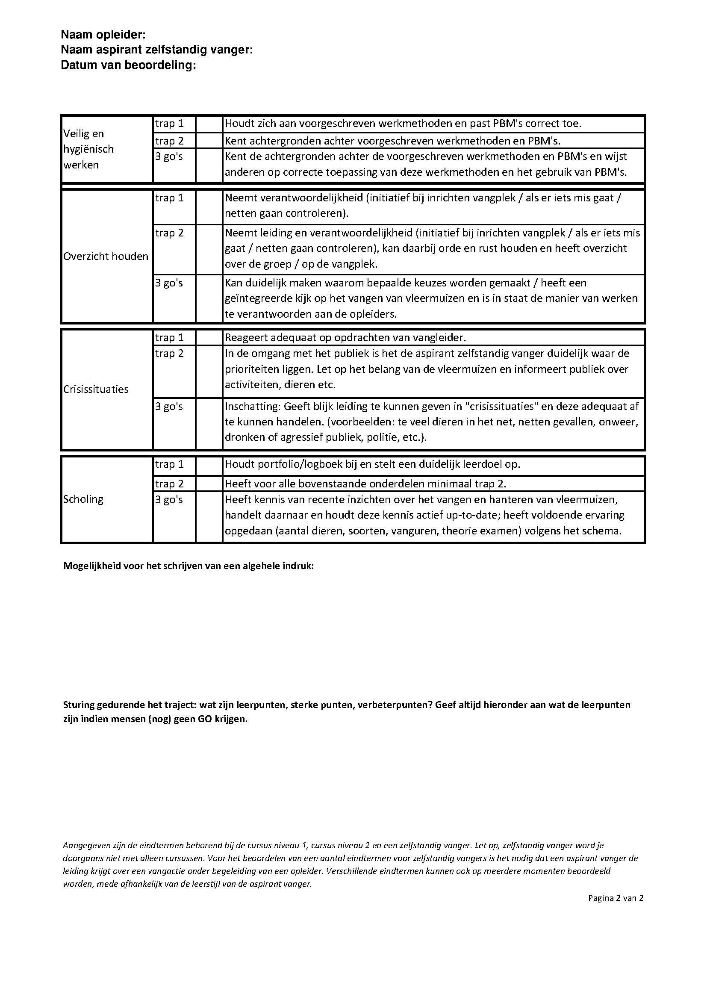 Naam opleider:
Naam aspirant zelfstandig vanger:
Datum van beoordeling:
Veilig en
hygiënisch
werken
trap 1
Houdt zich aan voorgeschreven werkmethoden en past PBM's correct toe.
trap 2
Kent achtergronden achter voorgeschreven werkmethoden en PBM's.
3 go's
Kent de achtergronden achter de voorgeschreven werkmethoden en PBM's en wijst
anderen op correcte toepassing van deze werkmethoden en het gebruik van PBM's.
Overzicht houden
trap 1
Neemt verantwoordelijkheid (initiatief bij inrichten vangplek / als er iets mis gaat /
netten gaan controleren).
trap 2
Neemt leiding en verantwoordelijkheid (initiatief bij inrichten vangplek / als er iets mis
gaat / netten gaan controleren), kan daarbij orde en rust houden en heeft overzicht
over de groep / op de vangplek.
3 go's
Kan duidelijk maken waarom bepaalde keuzes worden gemaakt / heeft een
geïntegreerde kijk op het vangen van vleermuizen en is in staat de manier van werken
te verantwoorden aan de opleiders.
Crisissituaties
trap 1
Reageert adequaat op opdrachten van vangleider.
trap 2
In de omgang met het publiek is het de aspirant zelfstandig vanger duidelijk waar de
prioriteiten liggen. Let op het belang van de vleermuizen en informeert publiek over
activiteiten, dieren etc.
3 go's
Inschatting: Geeft blijk leiding te kunnen geven in "crisissituaties" en deze adequaat af
te kunnen handelen. (voorbeelden: te veel dieren in het net, netten gevallen, onweer,
dronken of agressief publiek, politie, etc.).
Scholing
trap 1
Houdt portfolio/logboek bij en stelt een duidelijk leerdoel op.
trap 2
Heeft voor alle bovenstaande onderdelen minimaal trap 2.
3 go's
Heeft kennis van recente inzichten over het vangen en hanteren van vleermuizen,
handelt daarnaar en houdt deze kennis actief up-to-date; heeft voldoende ervaring
opgedaan (aantal dieren, soorten, vanguren, theorie examen) volgens het schema.
Mogelijkheid voor het schrijven van een algehele indruk:
Sturing gedurende het traject: wat zijn leerpunten, sterke punten, verbeterpunten? Geef altijd hieronder aan wat de leerpunten
zijn indien mensen (nog) geen GO krijgen.
Aangegeven zijn de eindtermen behorend bij de cursus niveau 1, cursus niveau 2 en een zelfstandig vanger. Let op, zelfstandig vanger word je
doorgaans niet met alleen cursussen. Voor het beoordelen van een aantal eindtermen voor zelfstandig vangers is het nodig dat een aspirant vanger de
leiding krijgt over een vangactie onder begeleiding van een opleider. Verschillende eindtermen kunnen ook op meerdere momenten beoordeeld
worden, mede afhankelijk van de leerstijl van de aspirant vanger.
Pagina 2 van 2